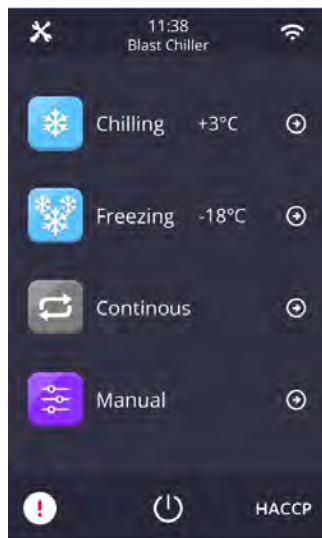 11:38
Blast Chiller
Chilling +3°C
Freezing -18°C
Continous
Manual
HACCP